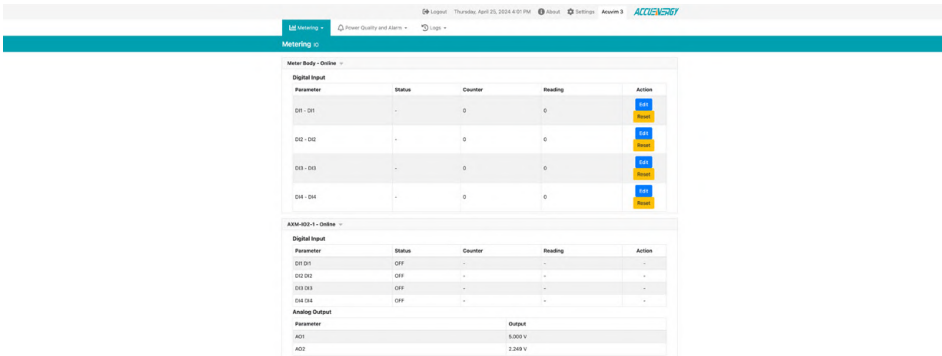 Logout Thursday, April 25, 2024 4:01 PM About Settings Acuvim 3 ACCUENERGY
Metering Power Quality and Alarm Logs
Metering IO
Meter Body - Online
Digital Input
Parameter Status Counter Reading Action
DI1 - DI1 - 0 0 Edit
Reset
DI2 - DI2 - 0 0 Edit
Reset
DI3 - DI3 - 0 0 Edit
Reset
DI4 - DI4 - 0 0 Edit
Reset
AXM-IO2-1 - Online
Digital Input
Parameter Status Counter Reading Action
DI1 DI1 OFF - - -
DI2 DI2 OFF - - -
DI3 DI3 OFF - - -
DI4 DI4 OFF - - -
Analog Output
Parameter Output
AO1 5.000 V
AO2 2.249 V